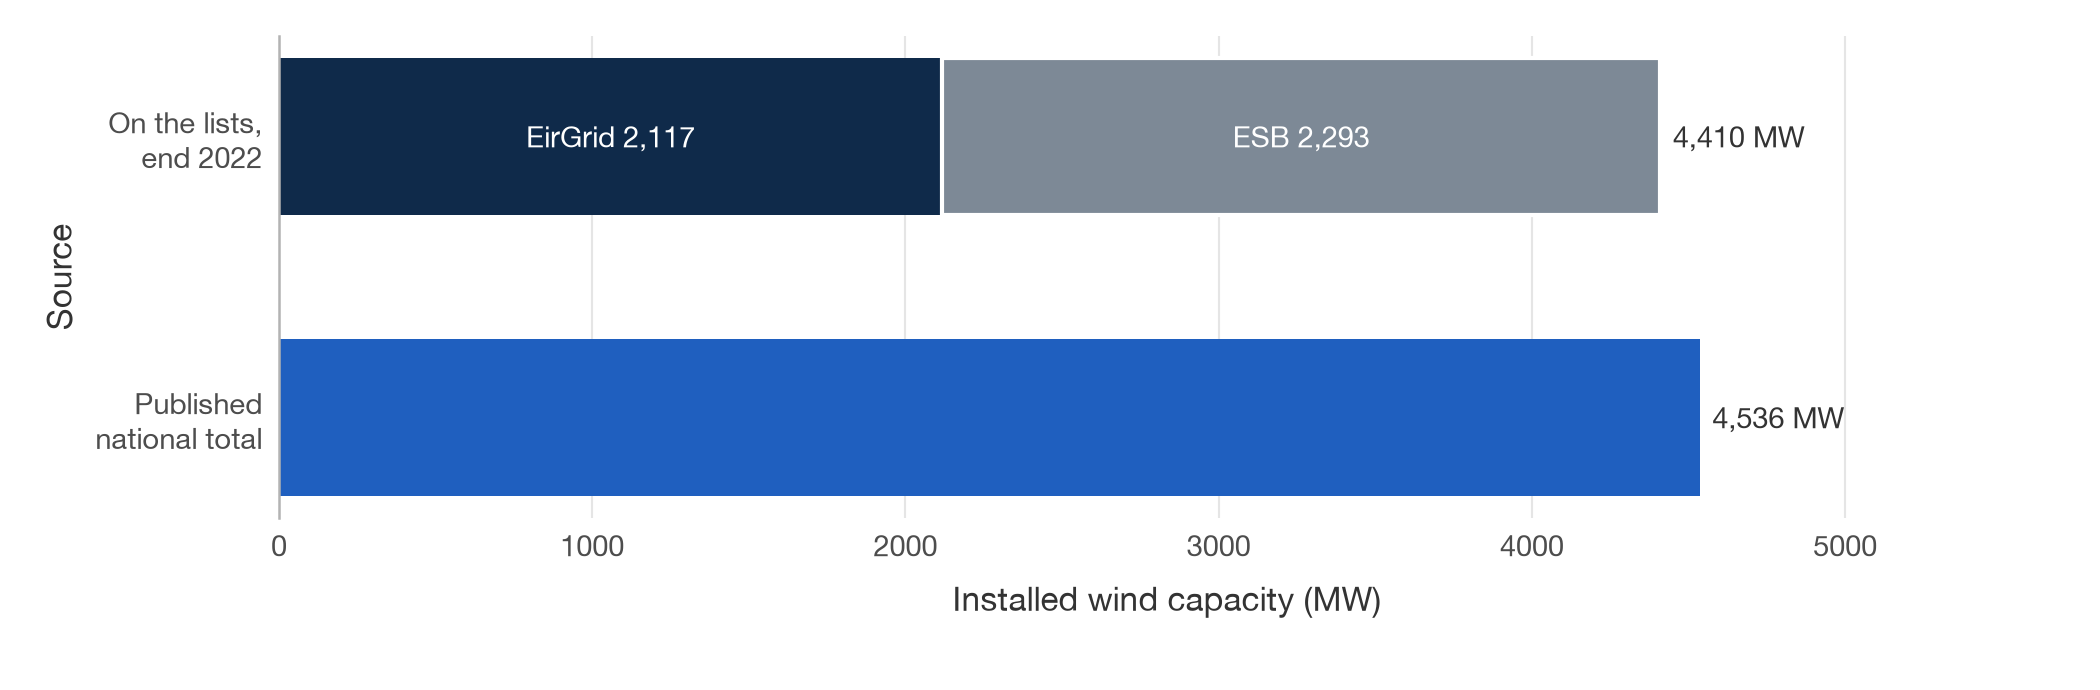 On the lists,
end 2022
EirGrid 2,117
ESB 2,293
4,410 MW
Source
Published
national total
4,536 MW
0
1000
2000
3000
4000
5000
Installed wind capacity (MW)